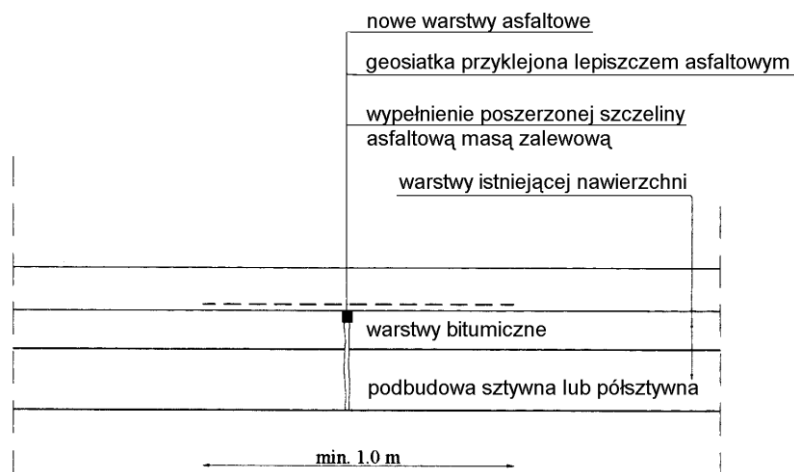 nowe warstwy asfaltowe
geosiatka przyklejona lepiszczem asfaltowym
wypełnienie poszerzonej szczeliny
asfaltową masą zalewową
warstwy istniejącej nawierzchni
warstwy bitumiczne
podbudowa sztywna lub półsztywna
min. 1.0 m